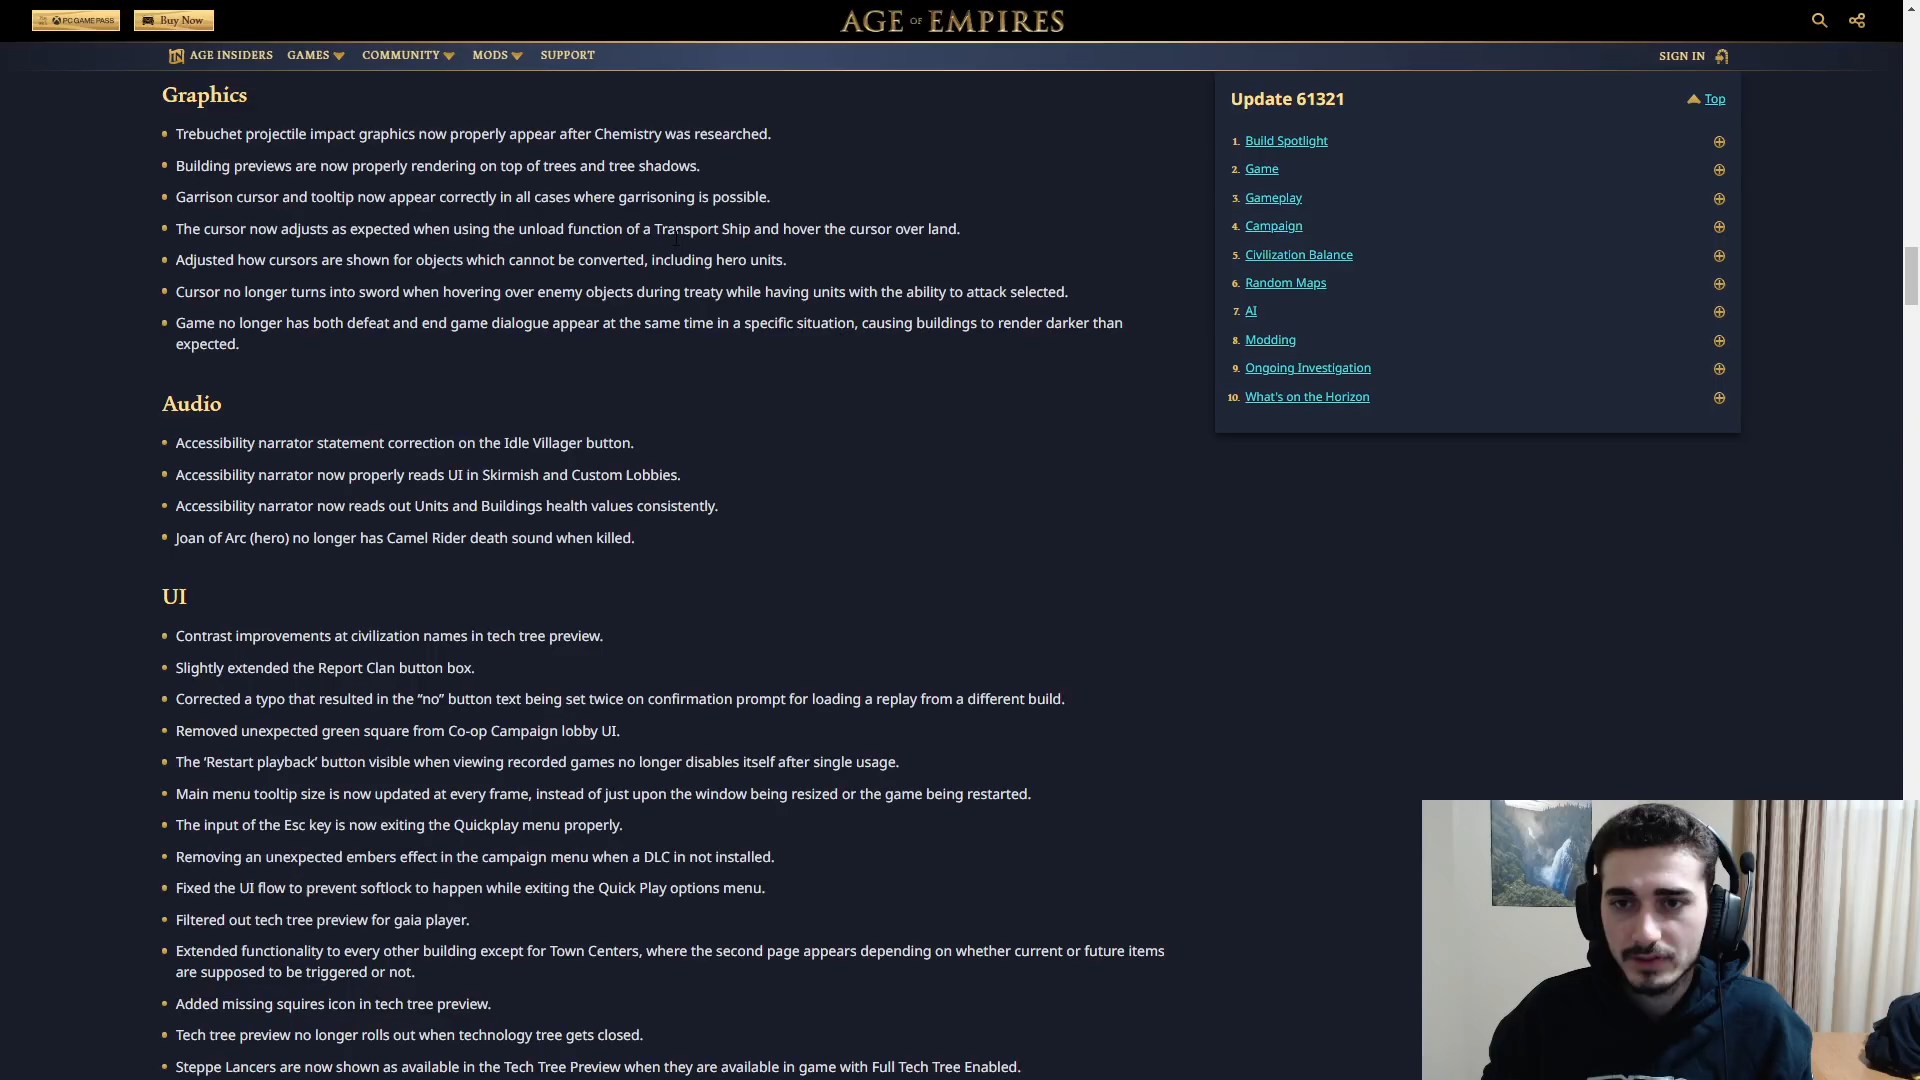 PC GAME PASS
Buy Now
AGE OF EMPIRES
AGE INSIDERS
GAMES
COMMUNITY
MODS
SUPPORT
SIGN IN
Graphics
Trebuchet projectile impact graphics now properly appear after Chemistry was researched.
Building previews are now properly rendering on top of trees and tree shadows.
Garrison cursor and tooltip now appear correctly in all cases where garrisoning is possible.
The cursor now adjusts as expected when using the unload function of a Transport Ship and hover the cursor over land.
Adjusted how cursors are shown for objects which cannot be converted, including hero units.
Cursor no longer turns into sword when hovering over enemy objects during treaty while having units with the ability to attack selected.
Game no longer has both defeat and end game dialogue appear at the same time in a specific situation, causing buildings to render darker than
expected.
Audio
Accessibility narrator statement correction on the Idle Villager button.
Accessibility narrator now properly reads UI in Skirmish and Custom Lobbies.
Accessibility narrator now reads out Units and Buildings health values consistently.
Joan of Arc (hero) no longer has Camel Rider death sound when killed.
UI
Contrast improvements at civilization names in tech tree preview.
Slightly extended the Report Clan button box.
Corrected a typo that resulted in the “no” button text being set twice on confirmation prompt for loading a replay from a different build.
Removed unexpected green square from Co-op Campaign lobby UI.
The ‘Restart playback’ button visible when viewing recorded games no longer disables itself after single usage.
Main menu tooltip size is now updated at every frame, instead of just upon the window being resized or the game being restarted.
The input of the Esc key is now exiting the Quickplay menu properly.
Removing an unexpected embers effect in the campaign menu when a DLC in not installed.
Fixed the UI flow to prevent softlock to happen while exiting the Quick Play options menu.
Filtered out tech tree preview for gaia player.
Extended functionality to every other building except for Town Centers, where the second page appears depending on whether current or future items
are supposed to be triggered or not.
Added missing squires icon in tech tree preview.
Tech tree preview no longer rolls out when technology tree gets closed.
Steppe Lancers are now shown as available in the Tech Tree Preview when they are available in game with Full Tech Tree Enabled.
Update 61321
Top
1. Build Spotlight
2. Game
3. Gameplay
4. Campaign
5. Civilization Balance
6. Random Maps
7. AI
8. Modding
9. Ongoing Investigation
10. What's on the Horizon